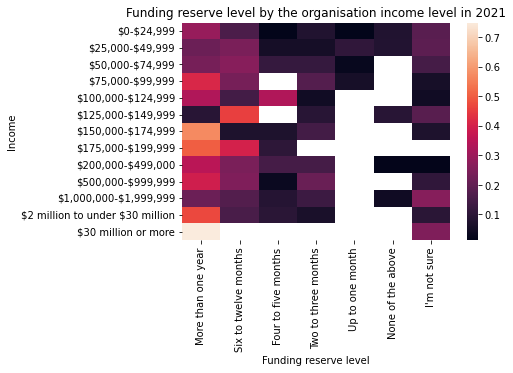 Funding reserve level by the organisation income level in 2021
Income
$0-$24,999
$25,000-$49,999
$50,000-$74,999
$75,000-$99,999
$100,000-$124,999
$125,000-$149,999
$150,000-$174,999
$175,000-$199,999
$200,000-$499,000
$500,000-$999,999
$1,000,000-$1,999,999
$2 million to under $30 million
$30 million or more
More than one year
Six to twelve months
Four to five months
Two to three months
Up to one month
None of the above
I'm not sure
Funding reserve level
0.7
0.6
0.5
0.4
0.3
0.2
0.1